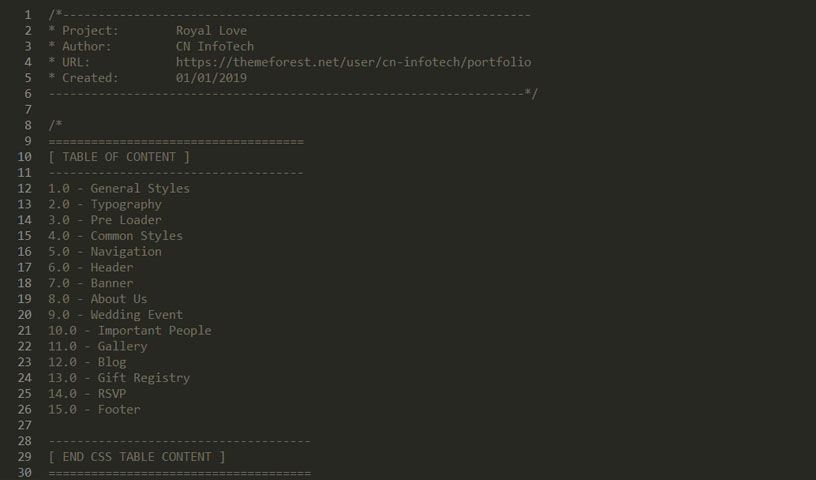 1 /*------------------------------------------------------------------
2 * Project: Royal Love
3 * Author: CN InfoTech
4 * URL: https://themeforest.net/user/cn-infotech/portfolio
5 * Created: 01/01/2019
6 -------------------------------------------------------------------*/
7
8 /*
9 ====================================
10 [ TABLE OF CONTENT ]
11 ------------------------------------
12 1.0 - General Styles
13 2.0 - Typography
14 3.0 - Pre Loader
15 4.0 - Common Styles
16 5.0 - Navigation
17 6.0 - Header
18 7.0 - Banner
19 8.0 - About Us
20 9.0 - Wedding Event
21 10.0 - Important People
22 11.0 - Gallery
23 12.0 - Blog
24 13.0 - Gift Registry
25 14.0 - RSVP
26 15.0 - Footer
27
28 -------------------------------------
29 [ END CSS TABLE CONTENT ]
30 =====================================